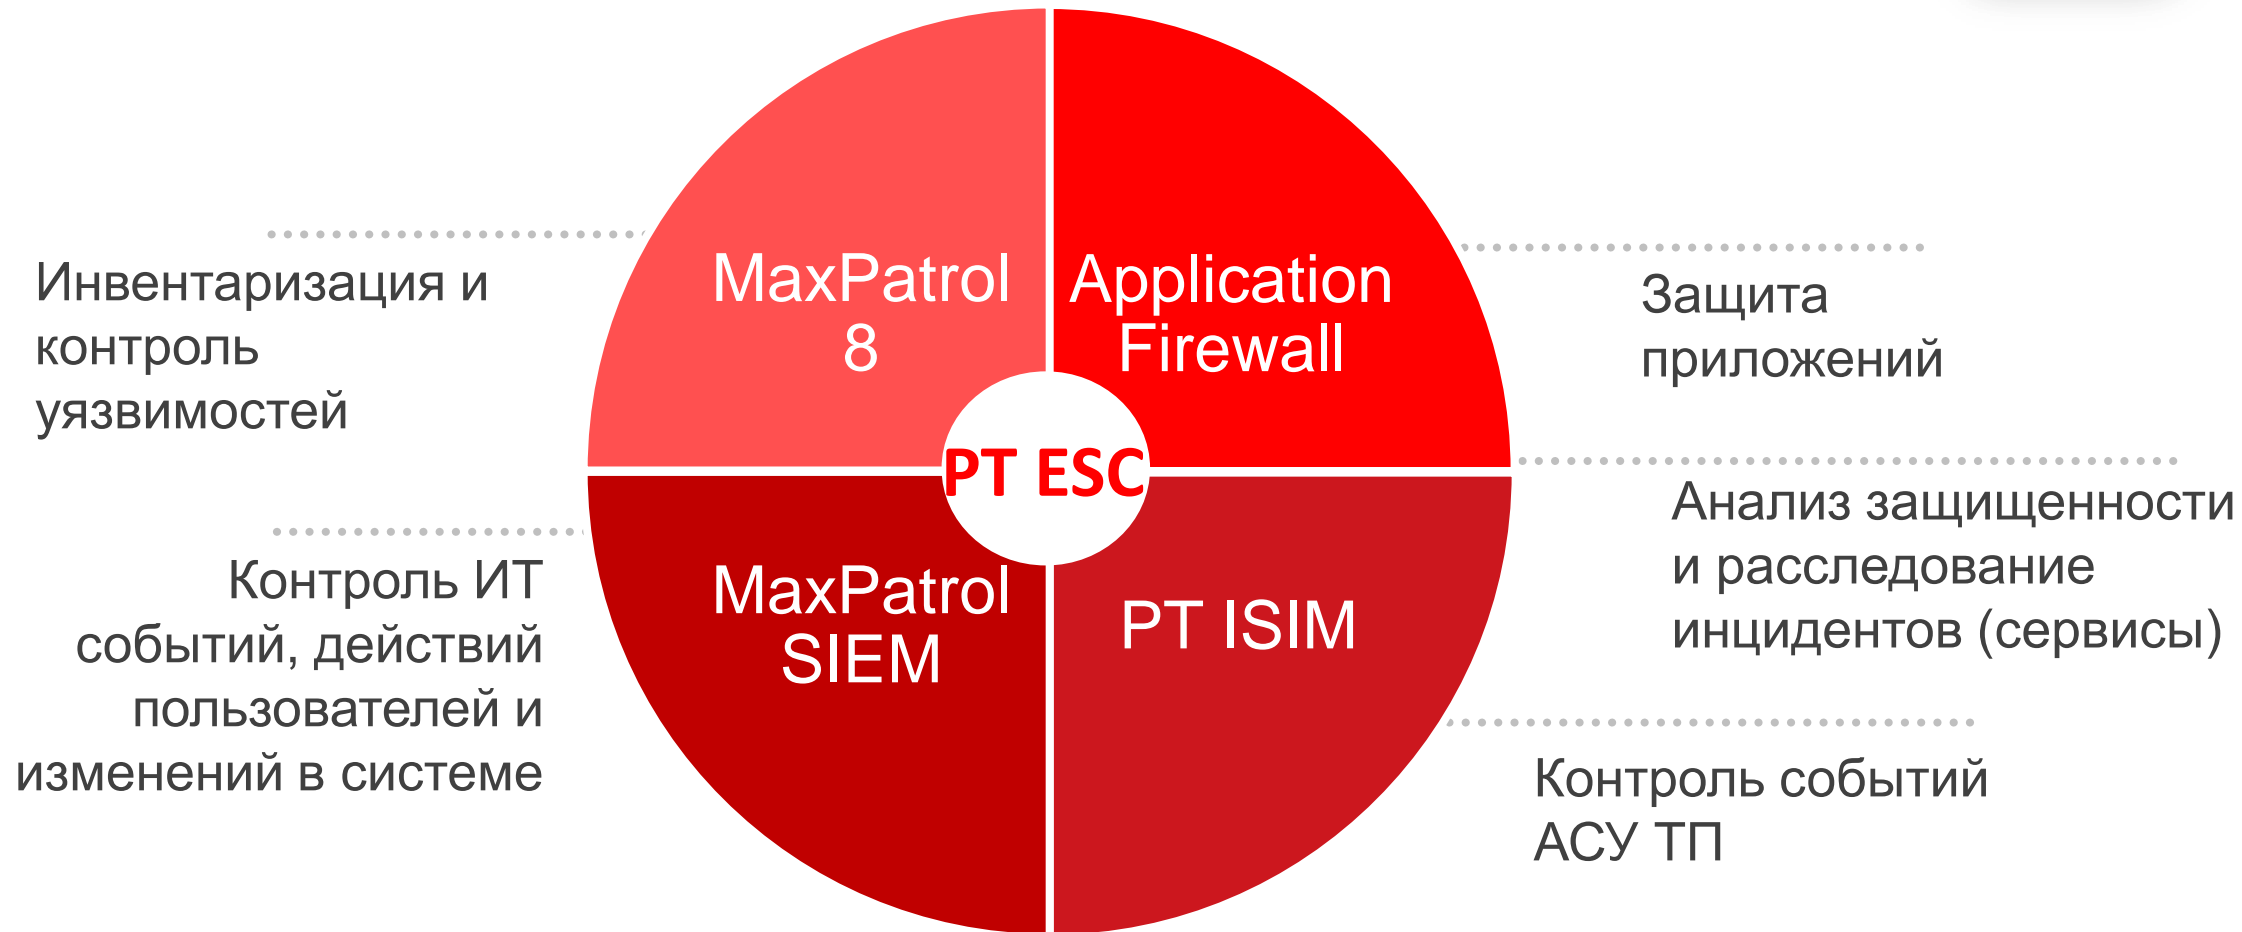 Инвентаризация и
контроль
уязвимостей
MaxPatrol
8
Application
Firewall
Защита
приложений
PT ESC
Анализ защищенности
и расследование
инцидентов (сервисы)
Контроль ИТ
событий, действий
пользователей и
изменений в системе
MaxPatrol
SIEM
PT ISIM
Контроль событий
АСУ ТП